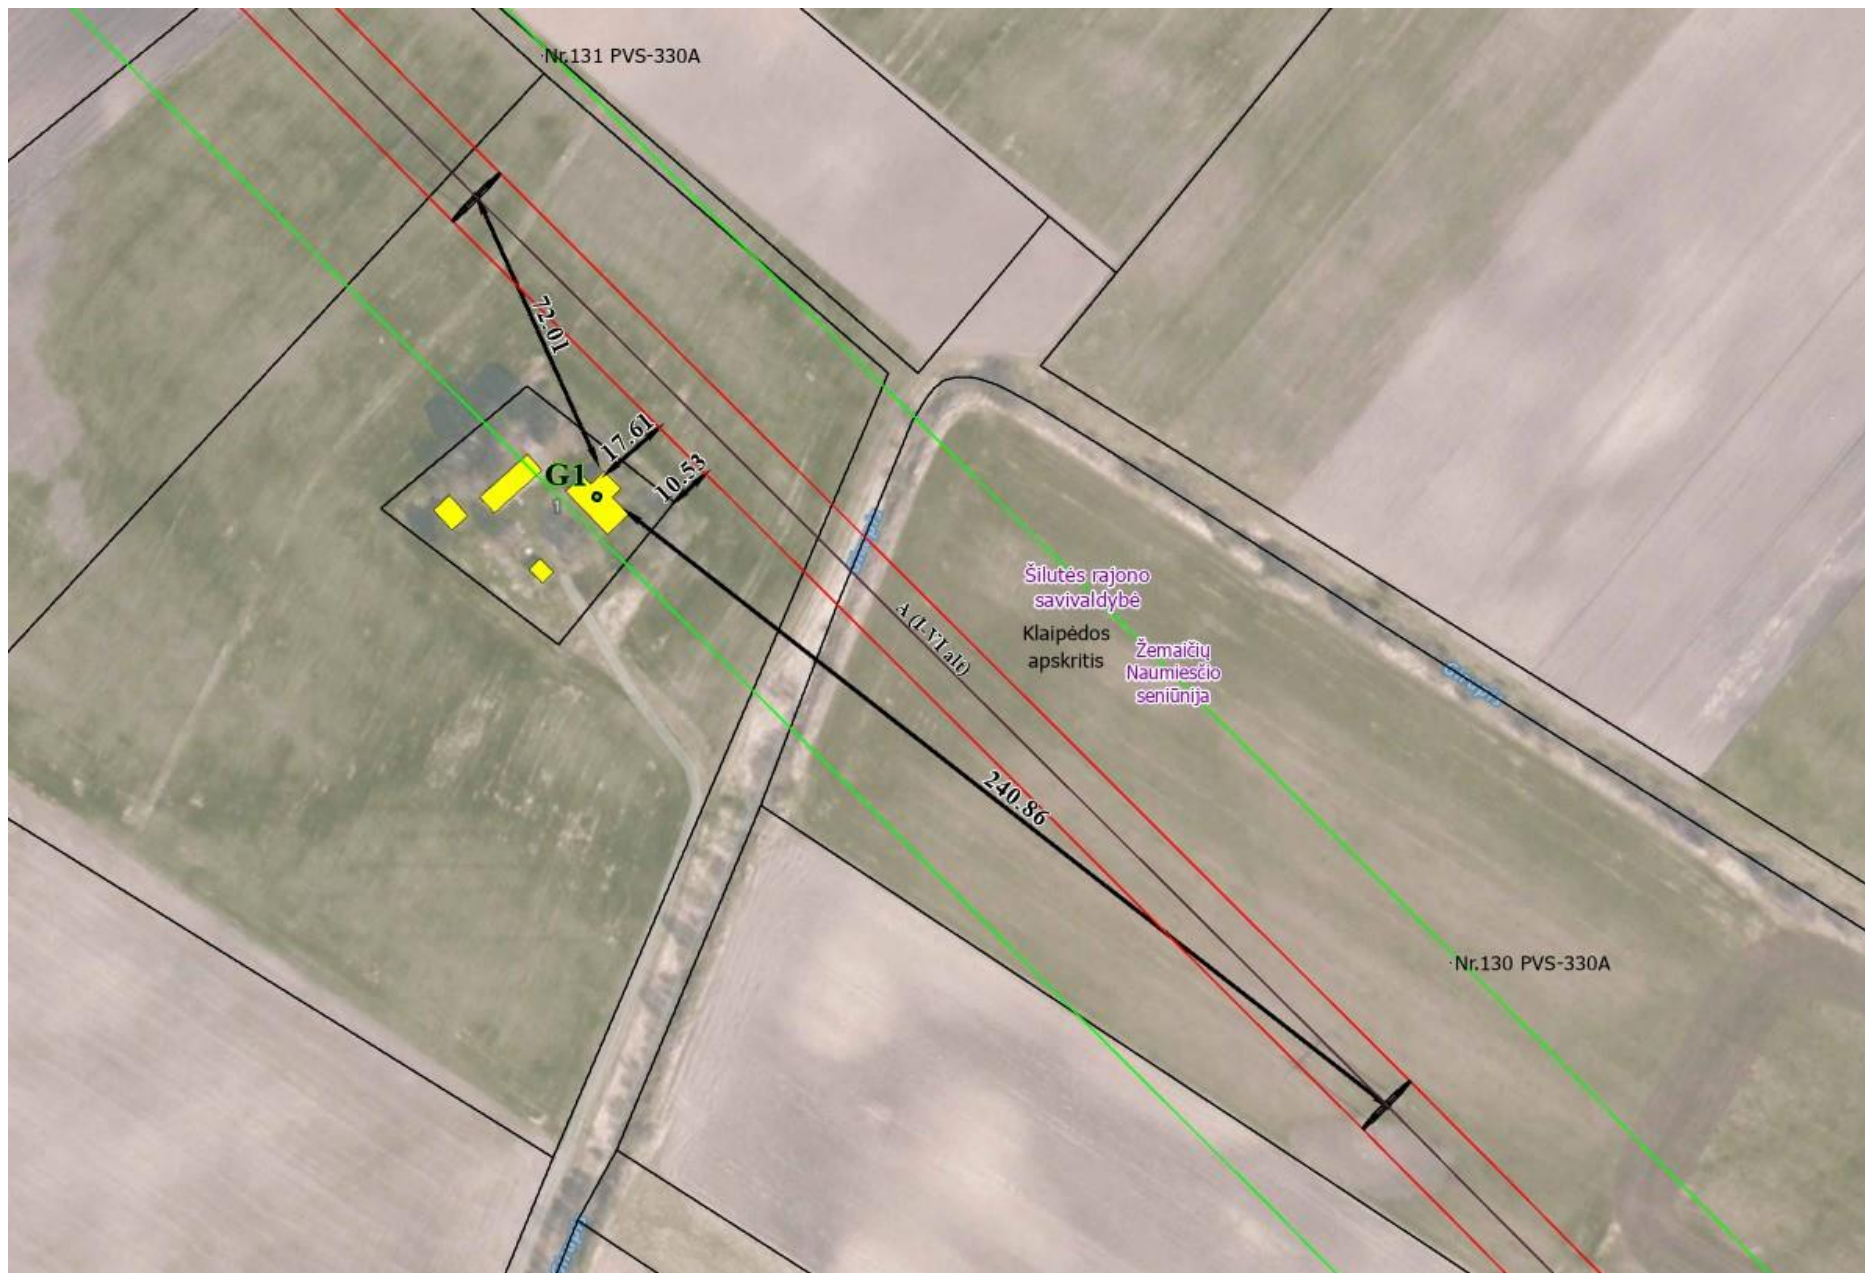 Nr.131 PVS-330A
72.01
17.61
10.53
G1
1
Šilutės rajono
savivaldybė
A (I-VI alt)
Klaipėdos
apskritis
Žemaičių
Naumiesčio
seniūnija
240.86
Nr.130 PVS-330A